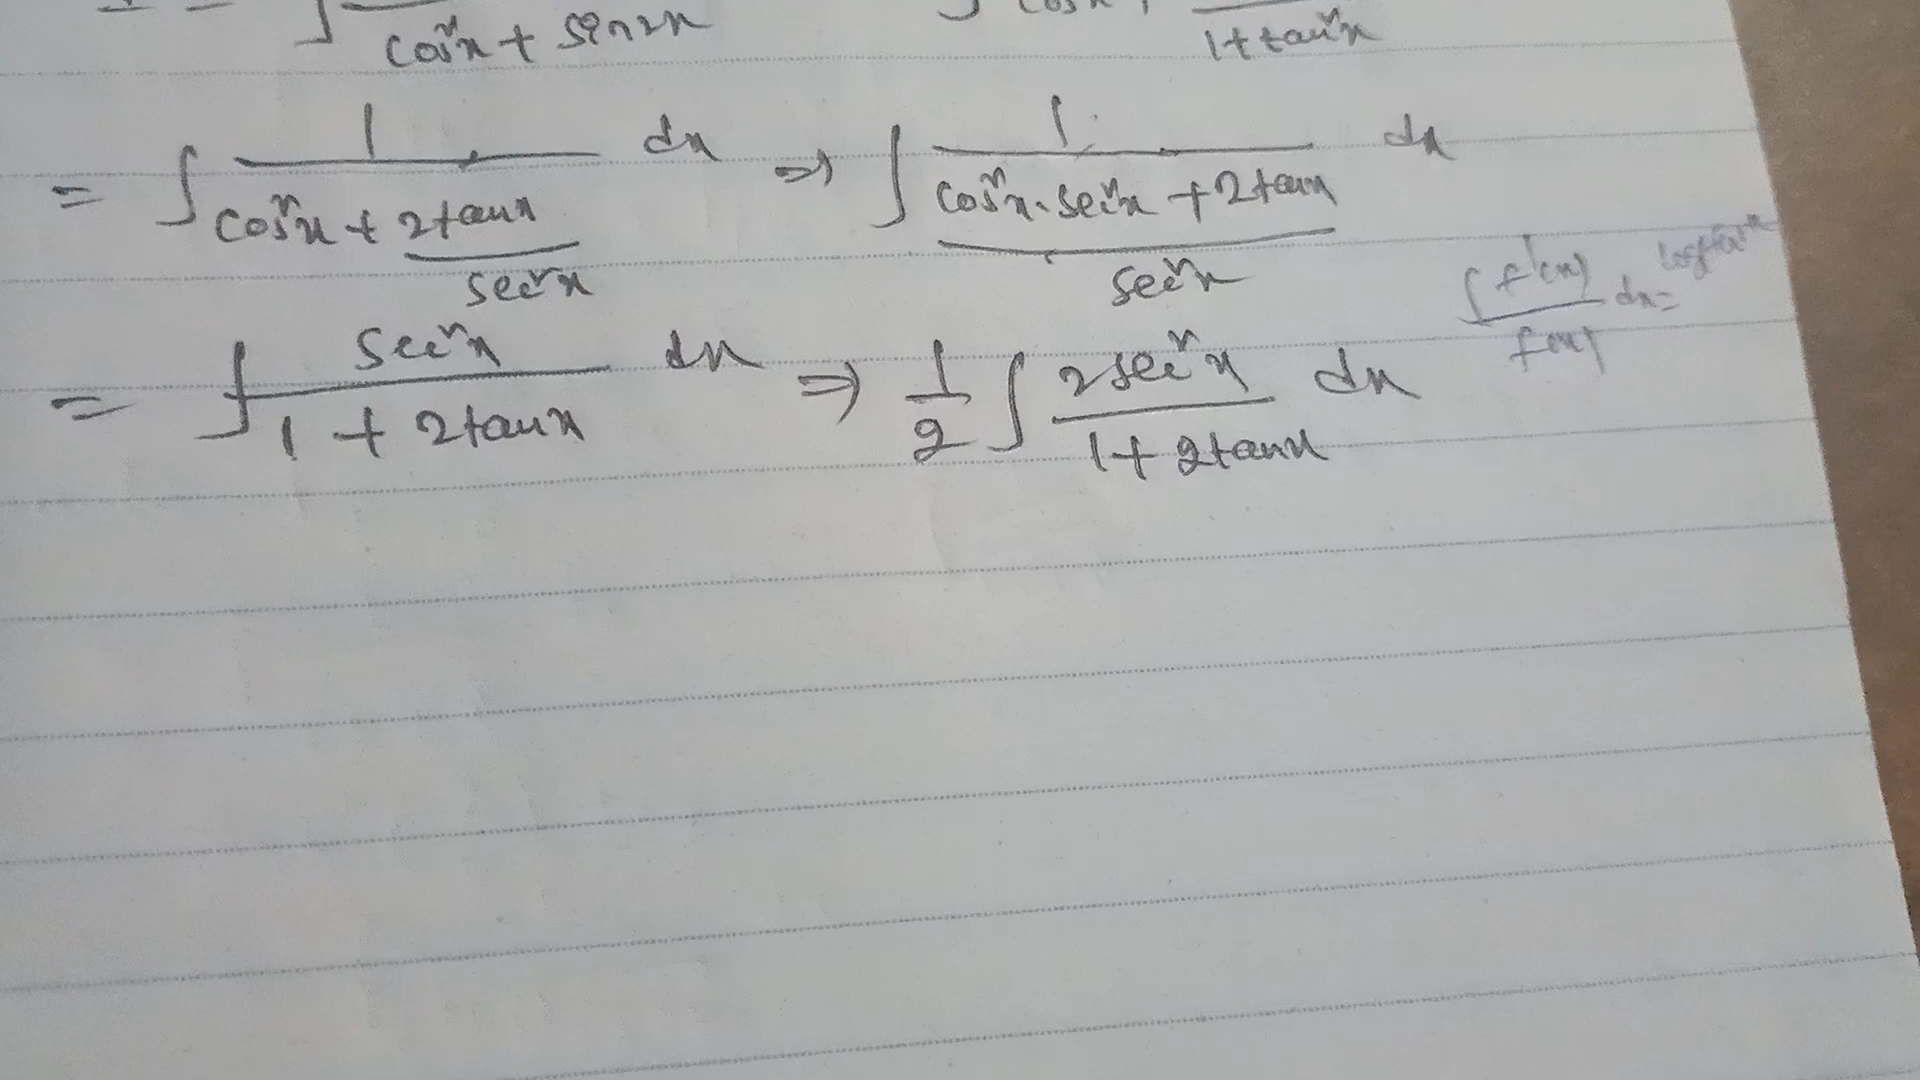 cos²x + sin2x 1+tan²x
= ∫ 1 / (cos²x + 2tanx / sec²x) dx ⇒ ∫ 1 / ((cos²x · sec²x + 2tanx) / sec²x) dx
= ∫ sec²x / (1 + 2tanx) dx ⇒ 1/2 ∫ 2sec²x / (1 + 2tanx) dx
∫ f'(x) / f(x) dx =